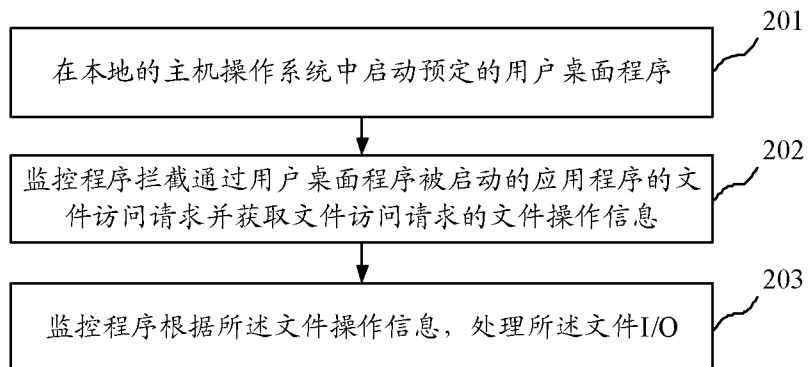 201
在本地的主机操作系统中启动预定的用户桌面程序
202
监控程序拦截通过用户桌面程序被启动的应用程序的文
件访问请求并获取文件访问请求的文件操作信息
203
监控程序根据所述文件操作信息，处理所述文件I/O